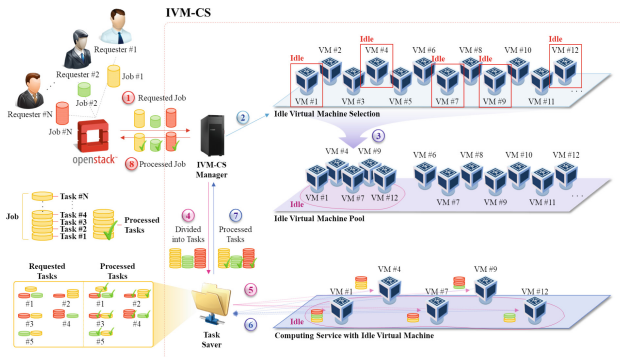 IVM-CS
Requester #1
Requester #2
Requester #N
Job #1
Job #2
Job #N
openstack
1 Requested Job
8 Processed Job
2
IVM-CS
Manager
Idle
Idle
Idle
Idle
Idle
VM #2
VM #4
VM #6
VM #8
VM #10
VM #12
VM #1
VM #3
VM #5
VM #7
VM #9
VM #11
...
Idle Virtual Machine Selection
3
VM #4
VM #9
VM #6
VM #8
VM #10
VM #12
VM #1
VM #7
VM #12
VM #7
VM #9
VM #11
...
Idle
Idle Virtual Machine Pool
Job
Task #N
Task #4
Task #3
Task #2
Task #1
Processed
Tasks
4
Divided
into Tasks
7
Processed
Tasks
Requested
Tasks
Processed
Tasks
#1
#2
#3
#4
#5
#1
#2
#3
#4
#5
Task
Saver
5
6
VM #4
VM #9
VM #1
VM #7
VM #12
Idle
Computing Service with Idle Virtual Machine